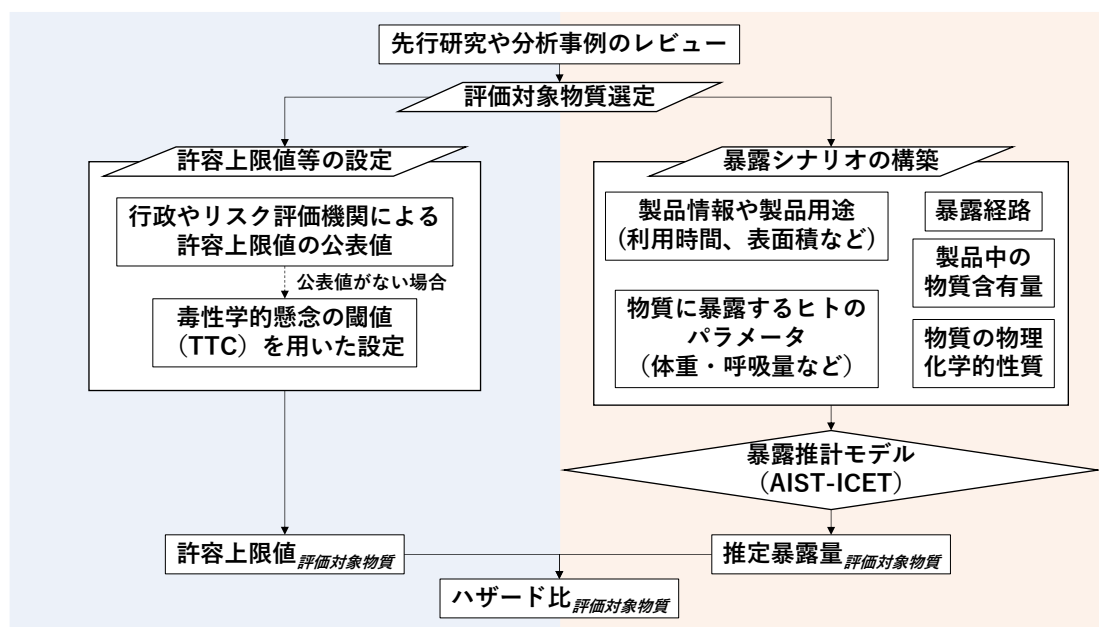 先行研究や分析事例のレビュー
評価対象物質選定
許容上限値等の設定
行政やリスク評価機関による
許容上限値の公表値
公表値がない場合
毒性学的懸念の閾値
（TTC）を用いた設定
暴露シナリオの構築
製品情報や製品用途
(利用時間、表面積など)
暴露経路
製品中の
物質含有量
物質に暴露するヒトの
パラメータ
（体重・呼吸量など）
物質の物理
化学的性質
暴露推計モデル
（AIST-ICET）
許容上限値評価対象物質
推定暴露量評価対象物質
ハザード比評価対象物質